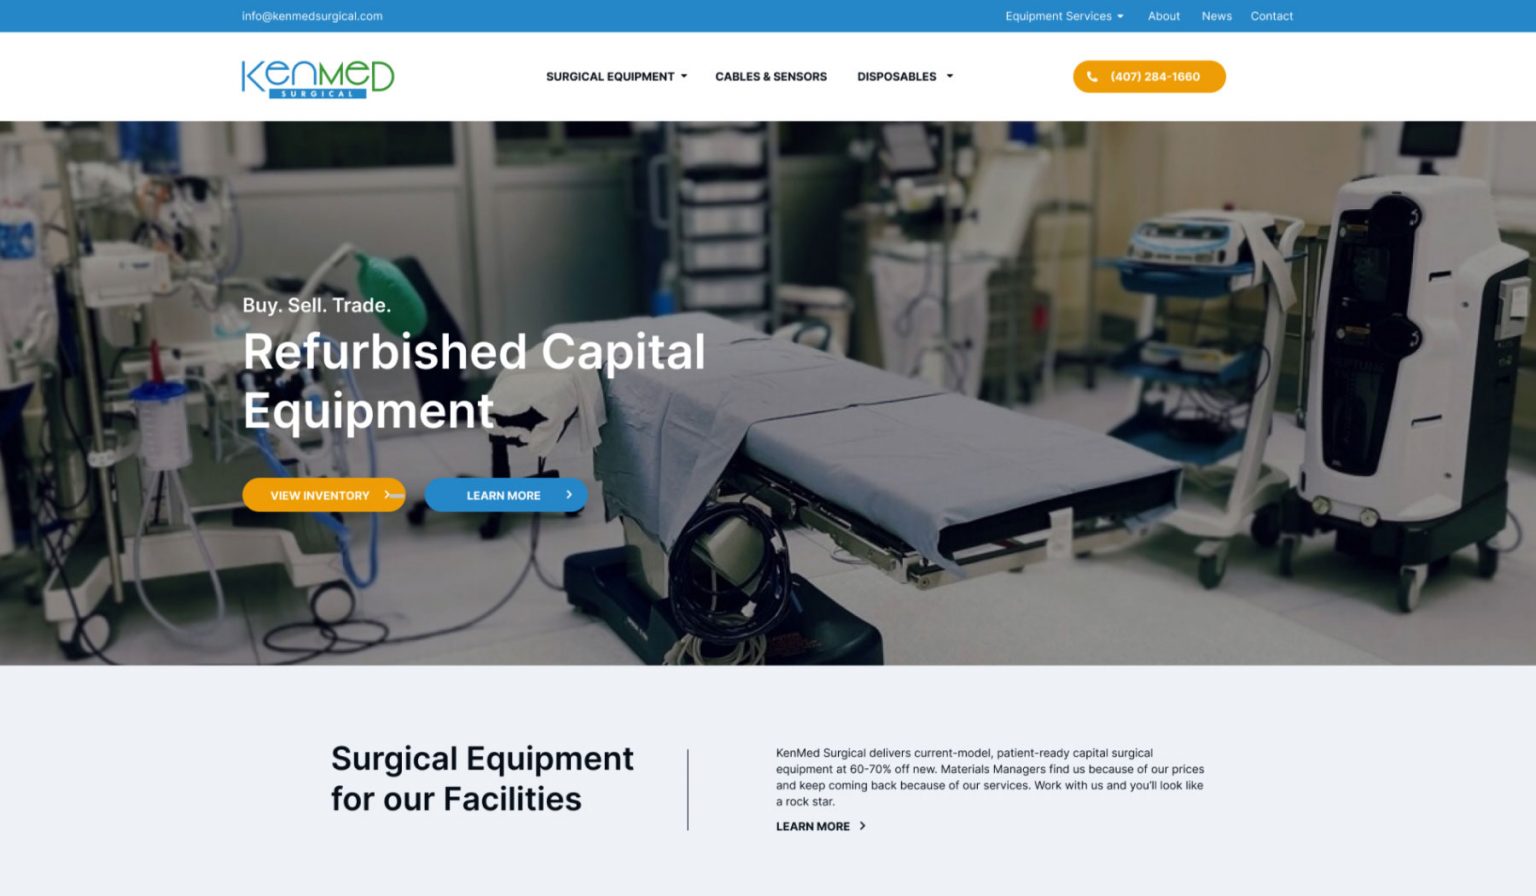 info@kenmedsurgical.com
Equipment Services About News Contact
KenMED
SURGICAL
SURGICAL EQUIPMENT CABLES & SENSORS DISPOSABLES
(407) 284-1660
Buy. Sell. Trade.
Refurbished Capital
Equipment
VIEW INVENTORY LEARN MORE
Surgical Equipment
for our Facilities
KenMed Surgical delivers current-model, patient-ready capital surgical
equipment at 60-70% off new. Materials Managers find us because of our prices
and keep coming back because of our services. Work with us and you'll look like
a rock star.
LEARN MORE